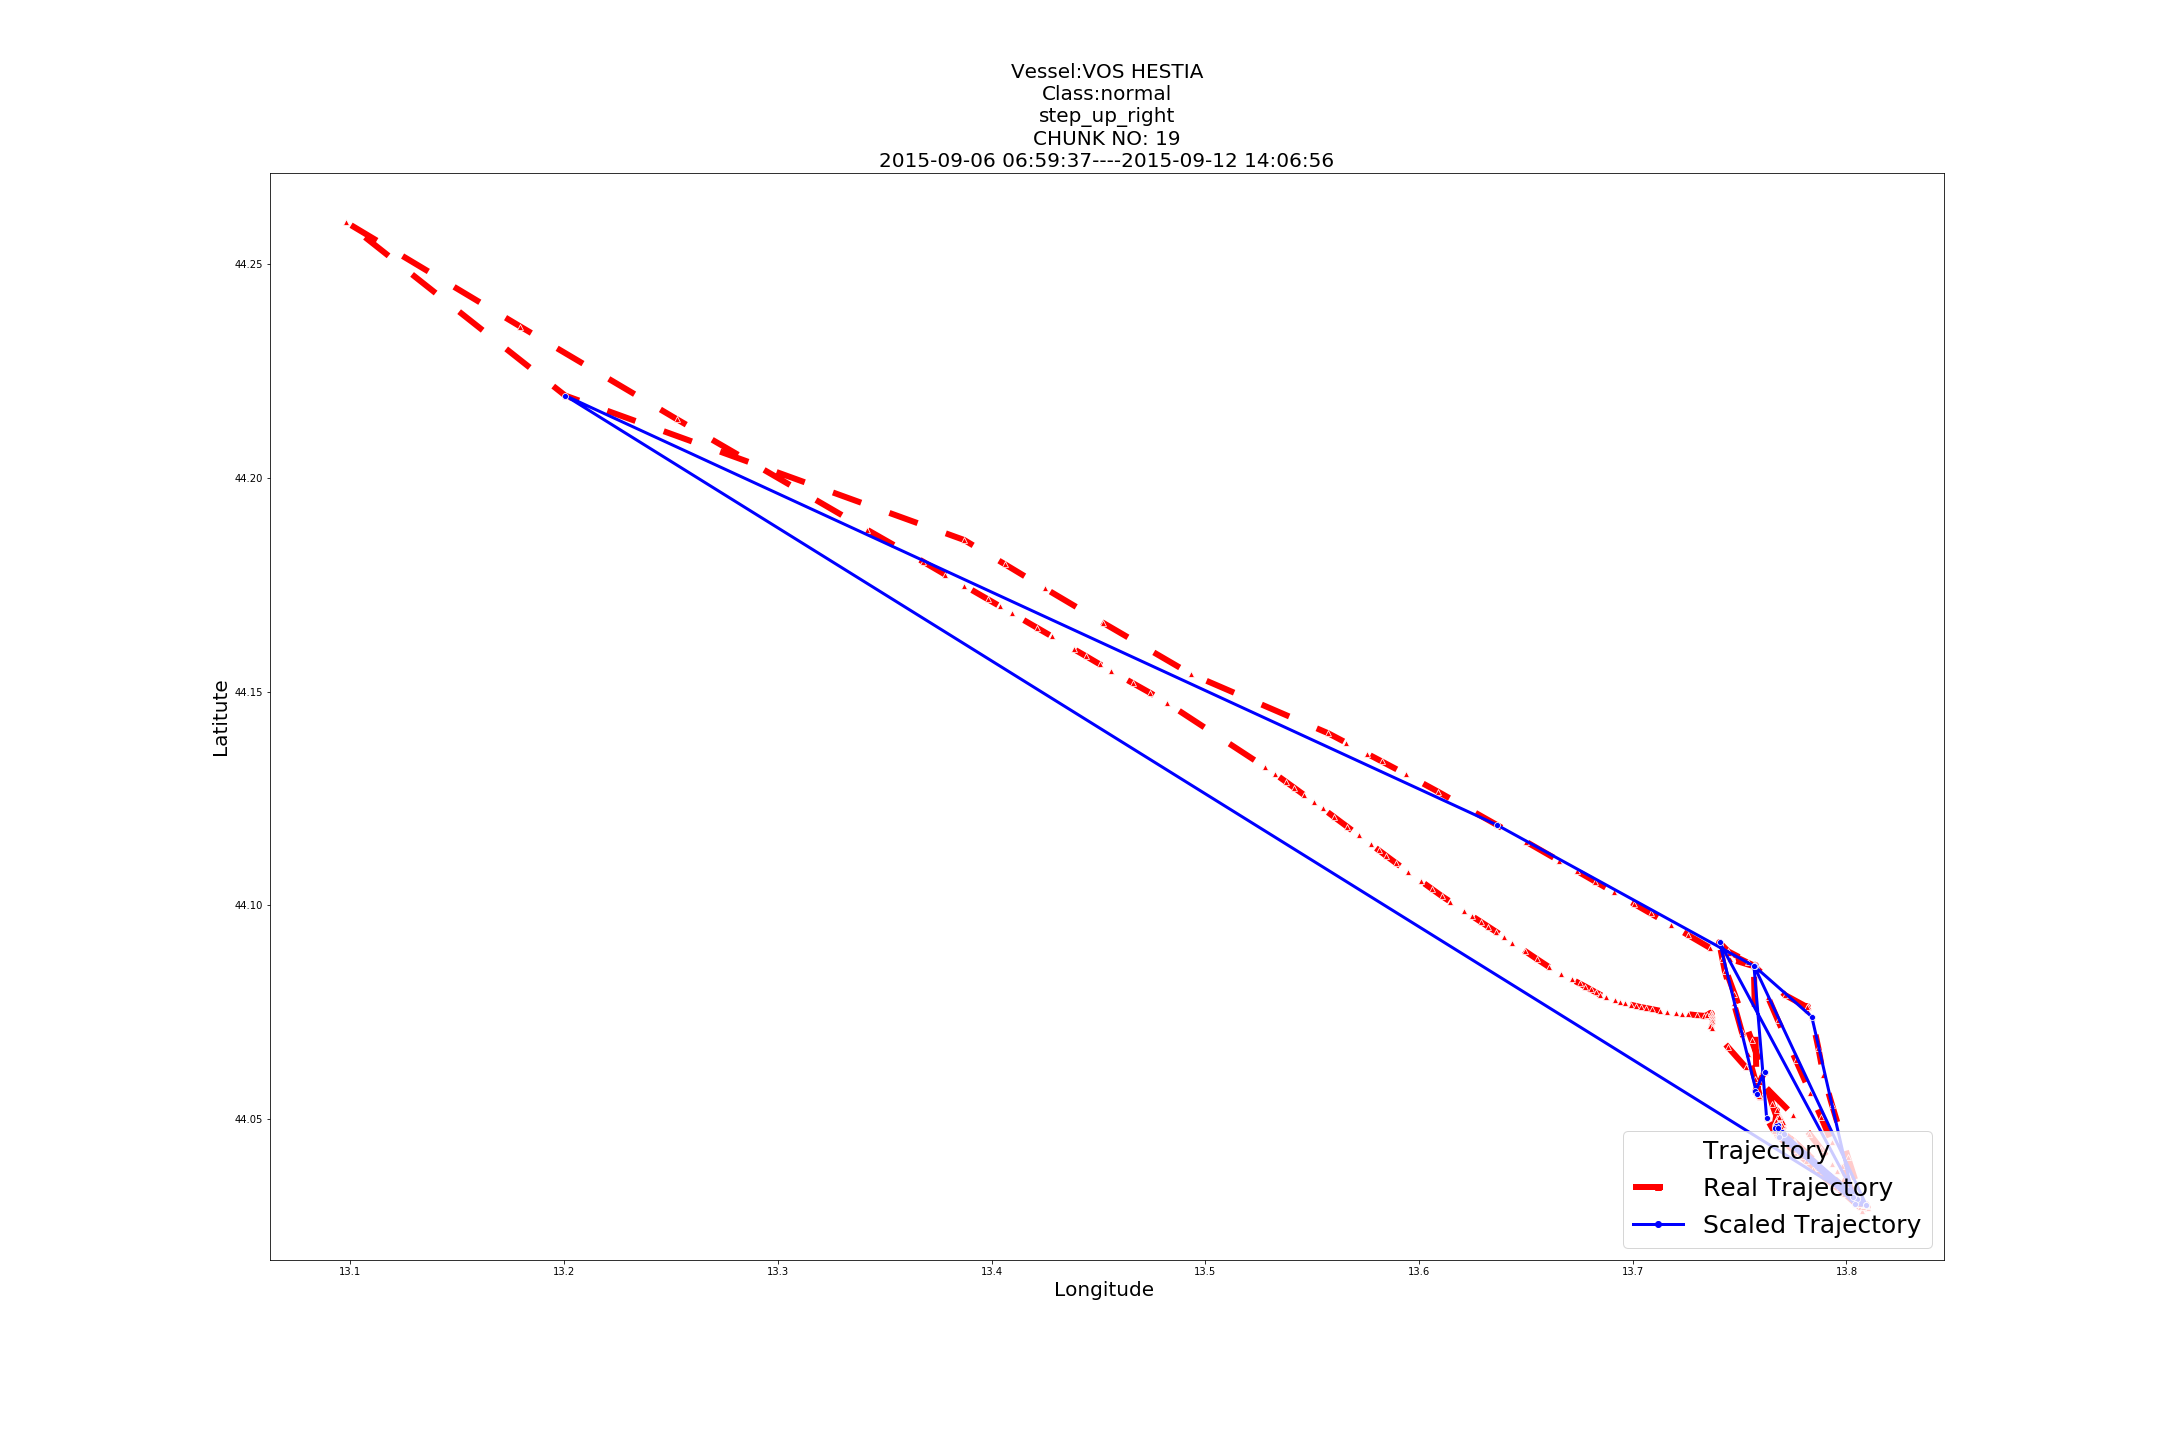 Vessel:VOS HESTIA
Class:normal
step_up_right
CHUNK NO: 19
2015-09-06 06:59:37----2015-09-12 14:06:56
Latitute
44.25
44.20
44.15
44.10
44.05
Trajectory
Real Trajectory
Scaled Trajectory
13.1
13.2
13.3
13.4
13.5
13.6
13.7
13.8
Longitude